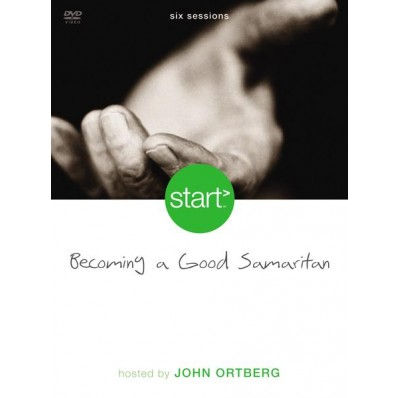 DVD
VIDEO
six sessions
start>
Becoming a Good Samaritan
hosted by JOHN ORTBERG